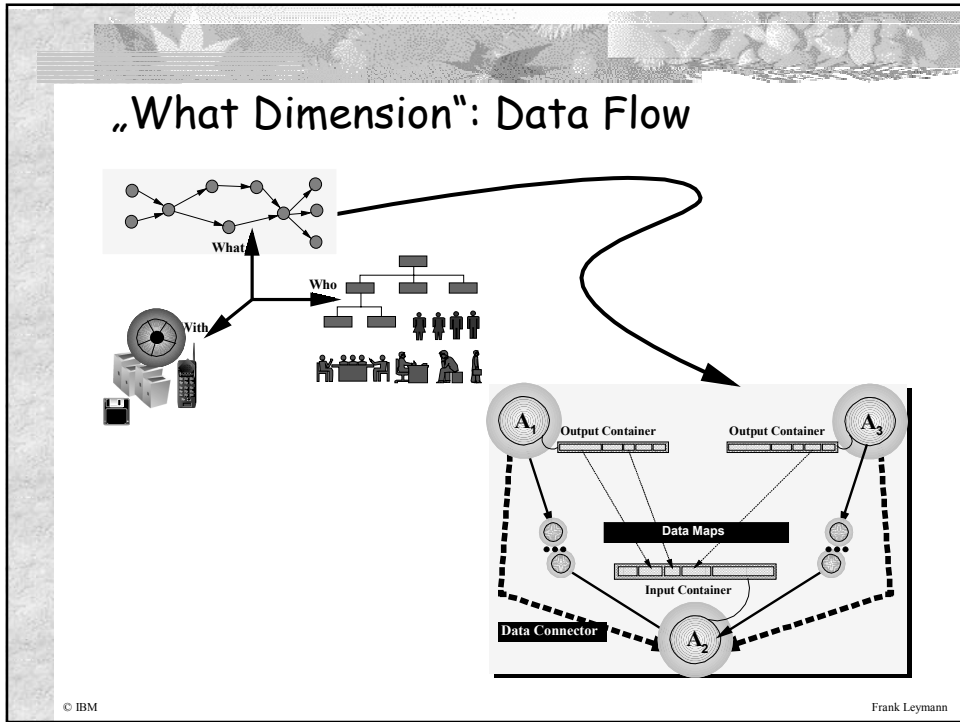 „What Dimension“: Data Flow
What
Who
With
A1
Output Container
Output Container
A3
Data Maps
Input Container
Data Connector
A2
© IBM
Frank Leymann